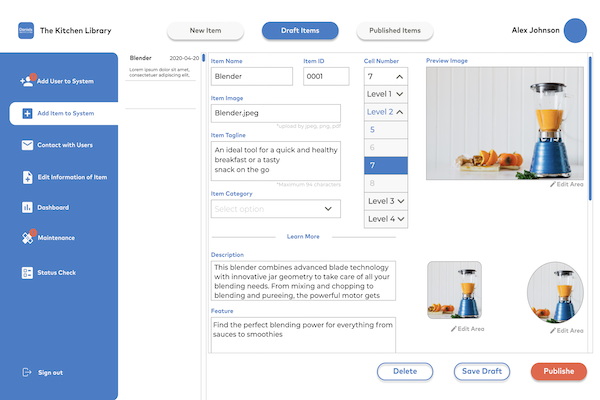 The Kitchen Library
New Item
Draft Items
Published Items
Alex Johnson
Add User to System
Add Item to System
Contact with Users
Edit Information of Item
Dashboard
Maintenance
Status Check
Sign out
Blender
2020-04-20
Lorem ipsum dolor sit amet,
consectetuer adipiscing elit,
Item Name
Item ID
Cell Number
Preview Image
Blender
0001
7
Level 1
Level 2
5
6
7
8
Level 3
Level 4
Item Image
Blender.jpeg
*upload by jpeg, png, pdf
Item Tagline
An ideal tool for a quick and healthy
breakfast or a tasty
snack on the go
Item Category
Select option
Edit Area
Learn More
Description
This blender combines advanced blade technology
with innovative jar geometry to take care of all your
blending needs. From mixing and chopping to
blending and pureeing, the powerful motor gets
Feature
Find the perfect blending power for everything from
sauces to smoothies
Edit Area
Edit Area
Delete
Save Draft
Publishe